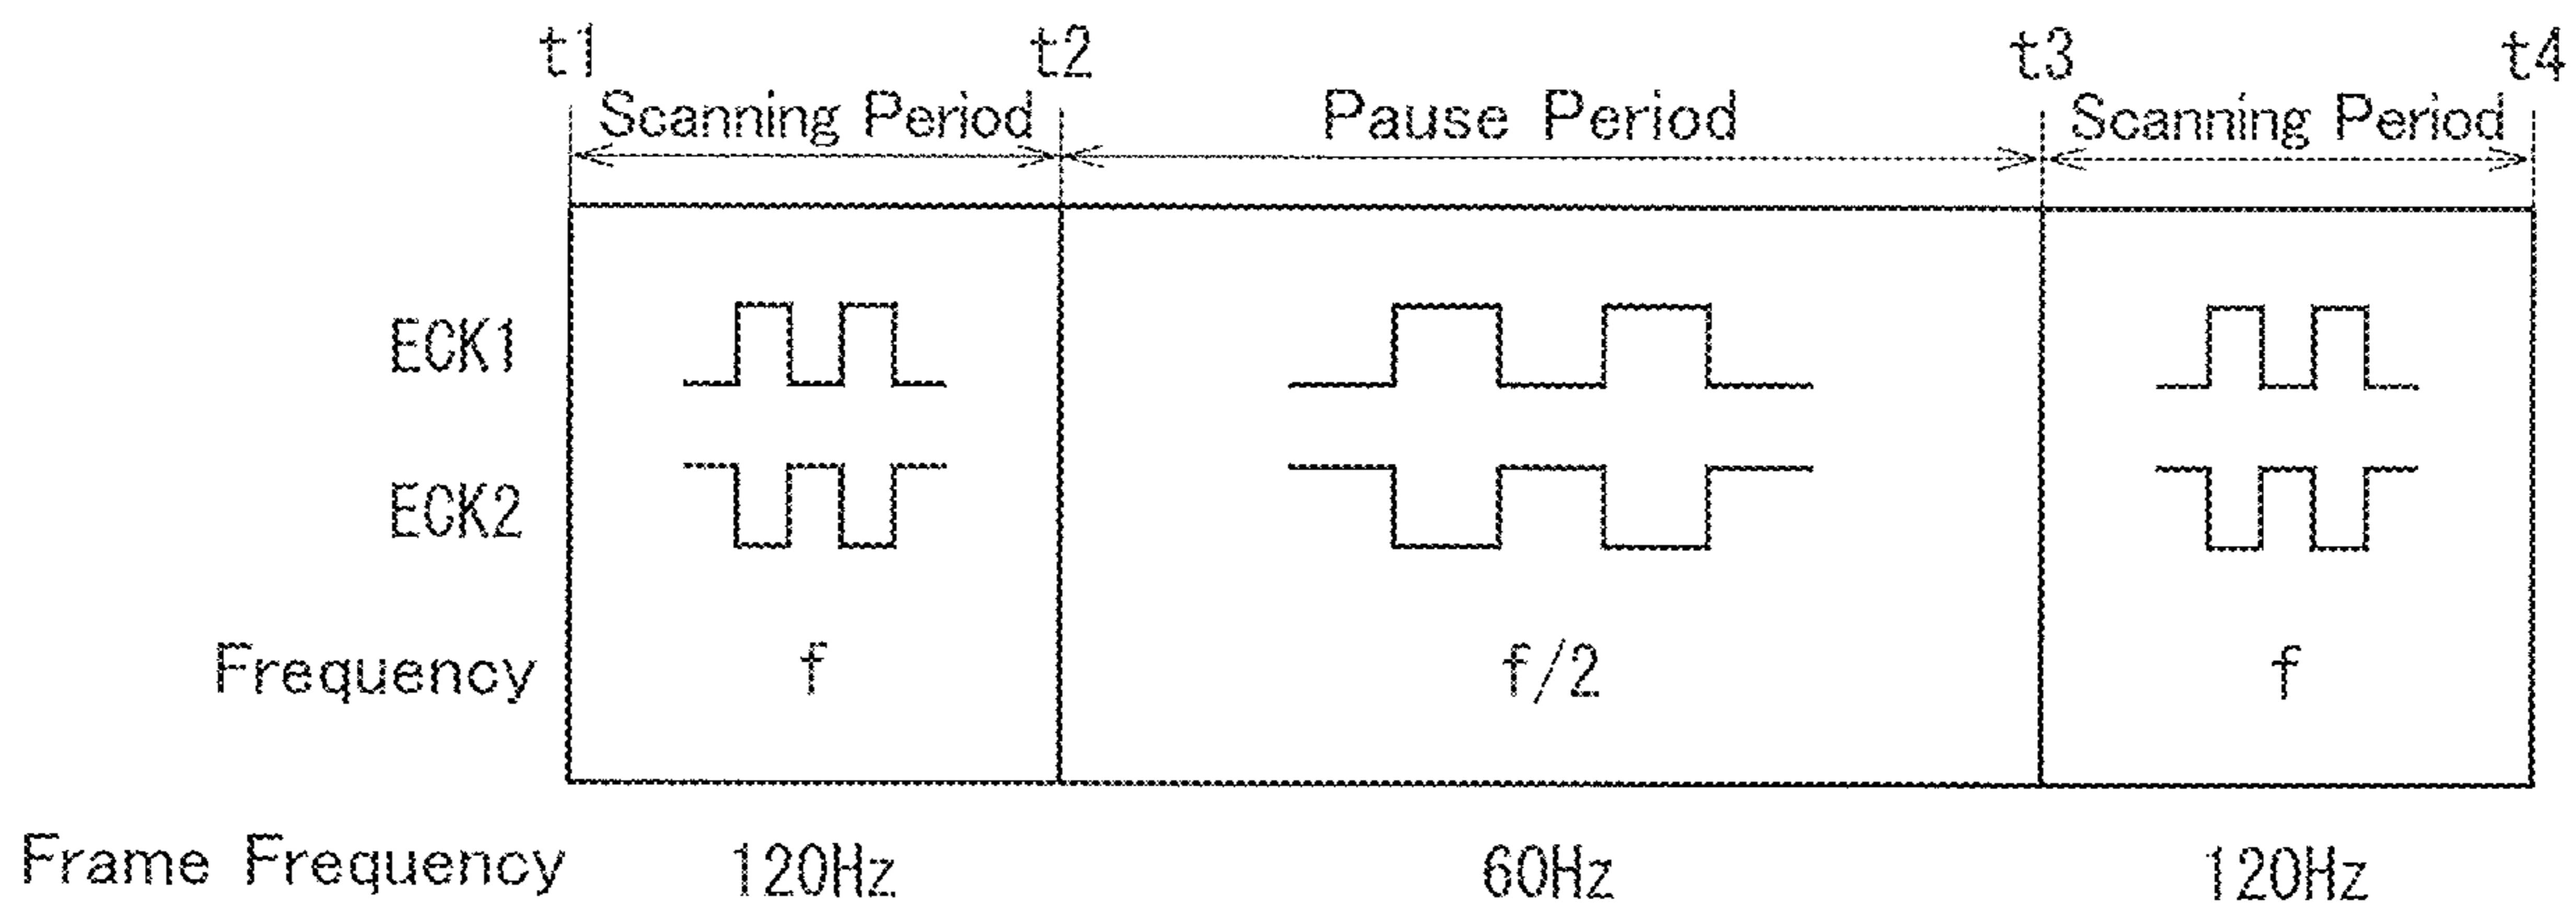 t1 t2 t3 t4
Scanning Period Pause Period Scanning Period
ECK1
ECK2
Frequency f f/2 f
Frame Frequency 120Hz 60Hz 120Hz